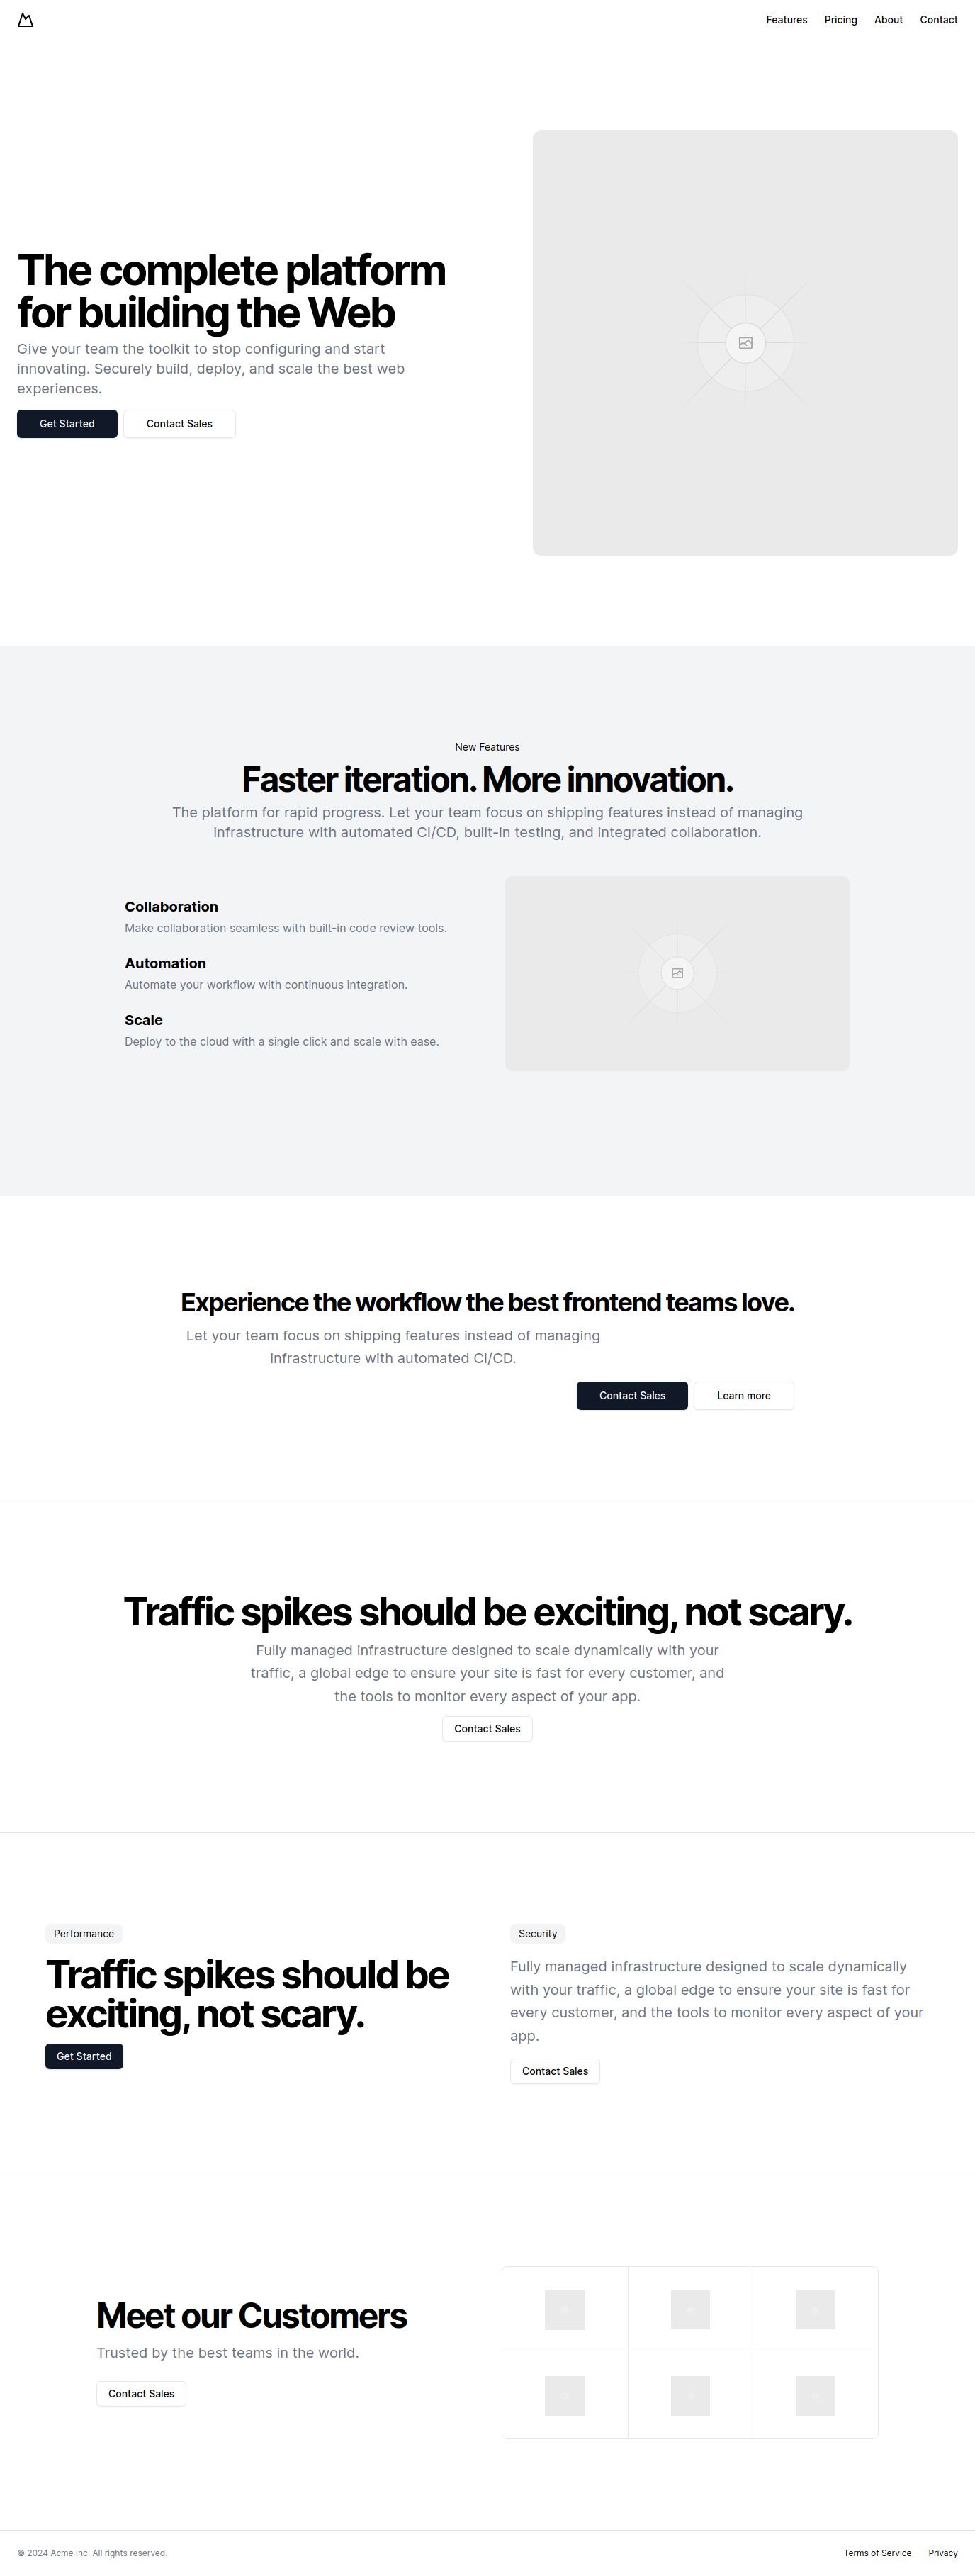 Features Pricing About Contact
The complete platform
for building the Web
Give your team the toolkit to stop configuring and start
innovating. Securely build, deploy, and scale the best web
experiences.
Get Started Contact Sales
New Features
Faster iteration. More innovation.
The platform for rapid progress. Let your team focus on shipping features instead of managing
infrastructure with automated CI/CD, built-in testing, and integrated collaboration.
Collaboration
Make collaboration seamless with built-in code review tools.
Automation
Automate your workflow with continuous integration.
Scale
Deploy to the cloud with a single click and scale with ease.
Experience the workflow the best frontend teams love.
Let your team focus on shipping features instead of managing
infrastructure with automated CI/CD.
Contact Sales Learn more
Traffic spikes should be exciting, not scary.
Fully managed infrastructure designed to scale dynamically with your
traffic, a global edge to ensure your site is fast for every customer, and
the tools to monitor every aspect of your app.
Contact Sales
Performance
Traffic spikes should be
exciting, not scary.
Get Started
Security
Fully managed infrastructure designed to scale dynamically
with your traffic, a global edge to ensure your site is fast for
every customer, and the tools to monitor every aspect of your
app.
Contact Sales
Meet our Customers
Trusted by the best teams in the world.
Contact Sales
© 2024 Acme Inc. All rights reserved.
Terms of Service Privacy